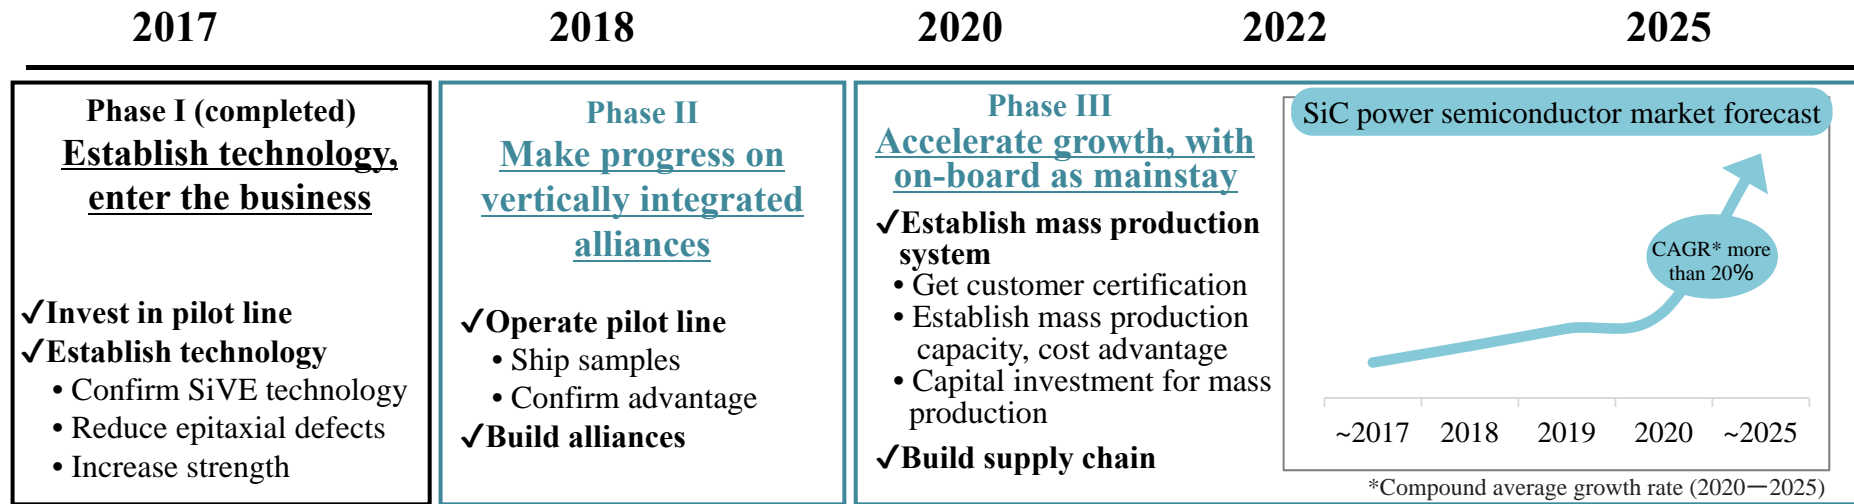 2017 2018 2020 2022 2025
Phase I (completed)
Establish technology,
enter the business
✓Invest in pilot line
✓Establish technology
• Confirm SiVE technology
• Reduce epitaxial defects
• Increase strength
Phase II
Make progress on
vertically integrated
alliances
✓Operate pilot line
• Ship samples
• Confirm advantage
✓Build alliances
Phase III
Accelerate growth, with
on-board as mainstay
✓Establish mass production
system
• Get customer certification
• Establish mass production
capacity, cost advantage
• Capital investment for mass
production
✓Build supply chain
SiC power semiconductor market forecast
CAGR* more
than 20%
~2017 2018 2019 2020 ~2025
*Compound average growth rate (2020－2025)